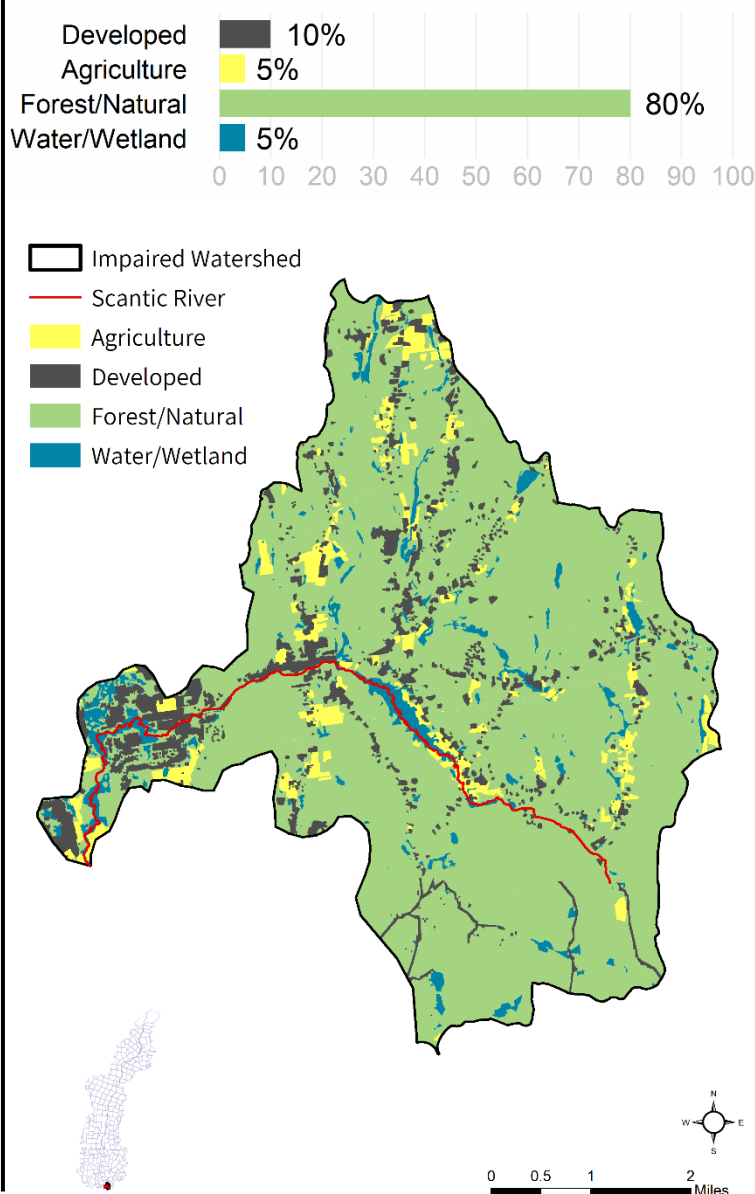 Developed 10%
Agriculture 5%
Forest/Natural 80%
Water/Wetland 5%
0 10 20 30 40 50 60 70 80 90 100
Impaired Watershed
Scantic River
Agriculture
Developed
Forest/Natural
Water/Wetland
N
W E
S
0 0.5 1 2
Miles